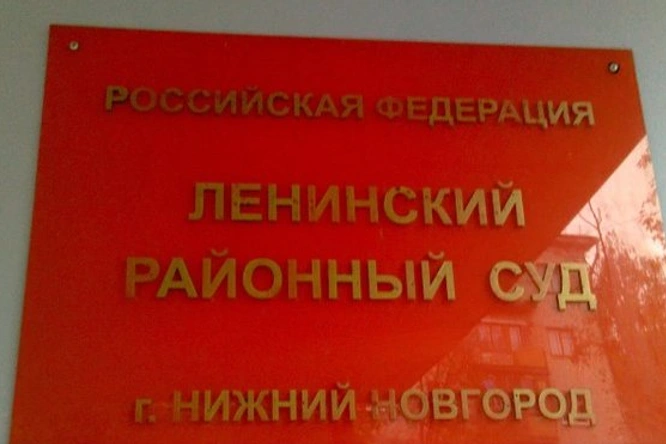 РОССИЙСКАЯ ФЕДЕРАЦИЯ
ЛЕНИНСКИЙ
РАЙОННЫЙ СУД
г. НИЖНИЙ НОВГОРОД